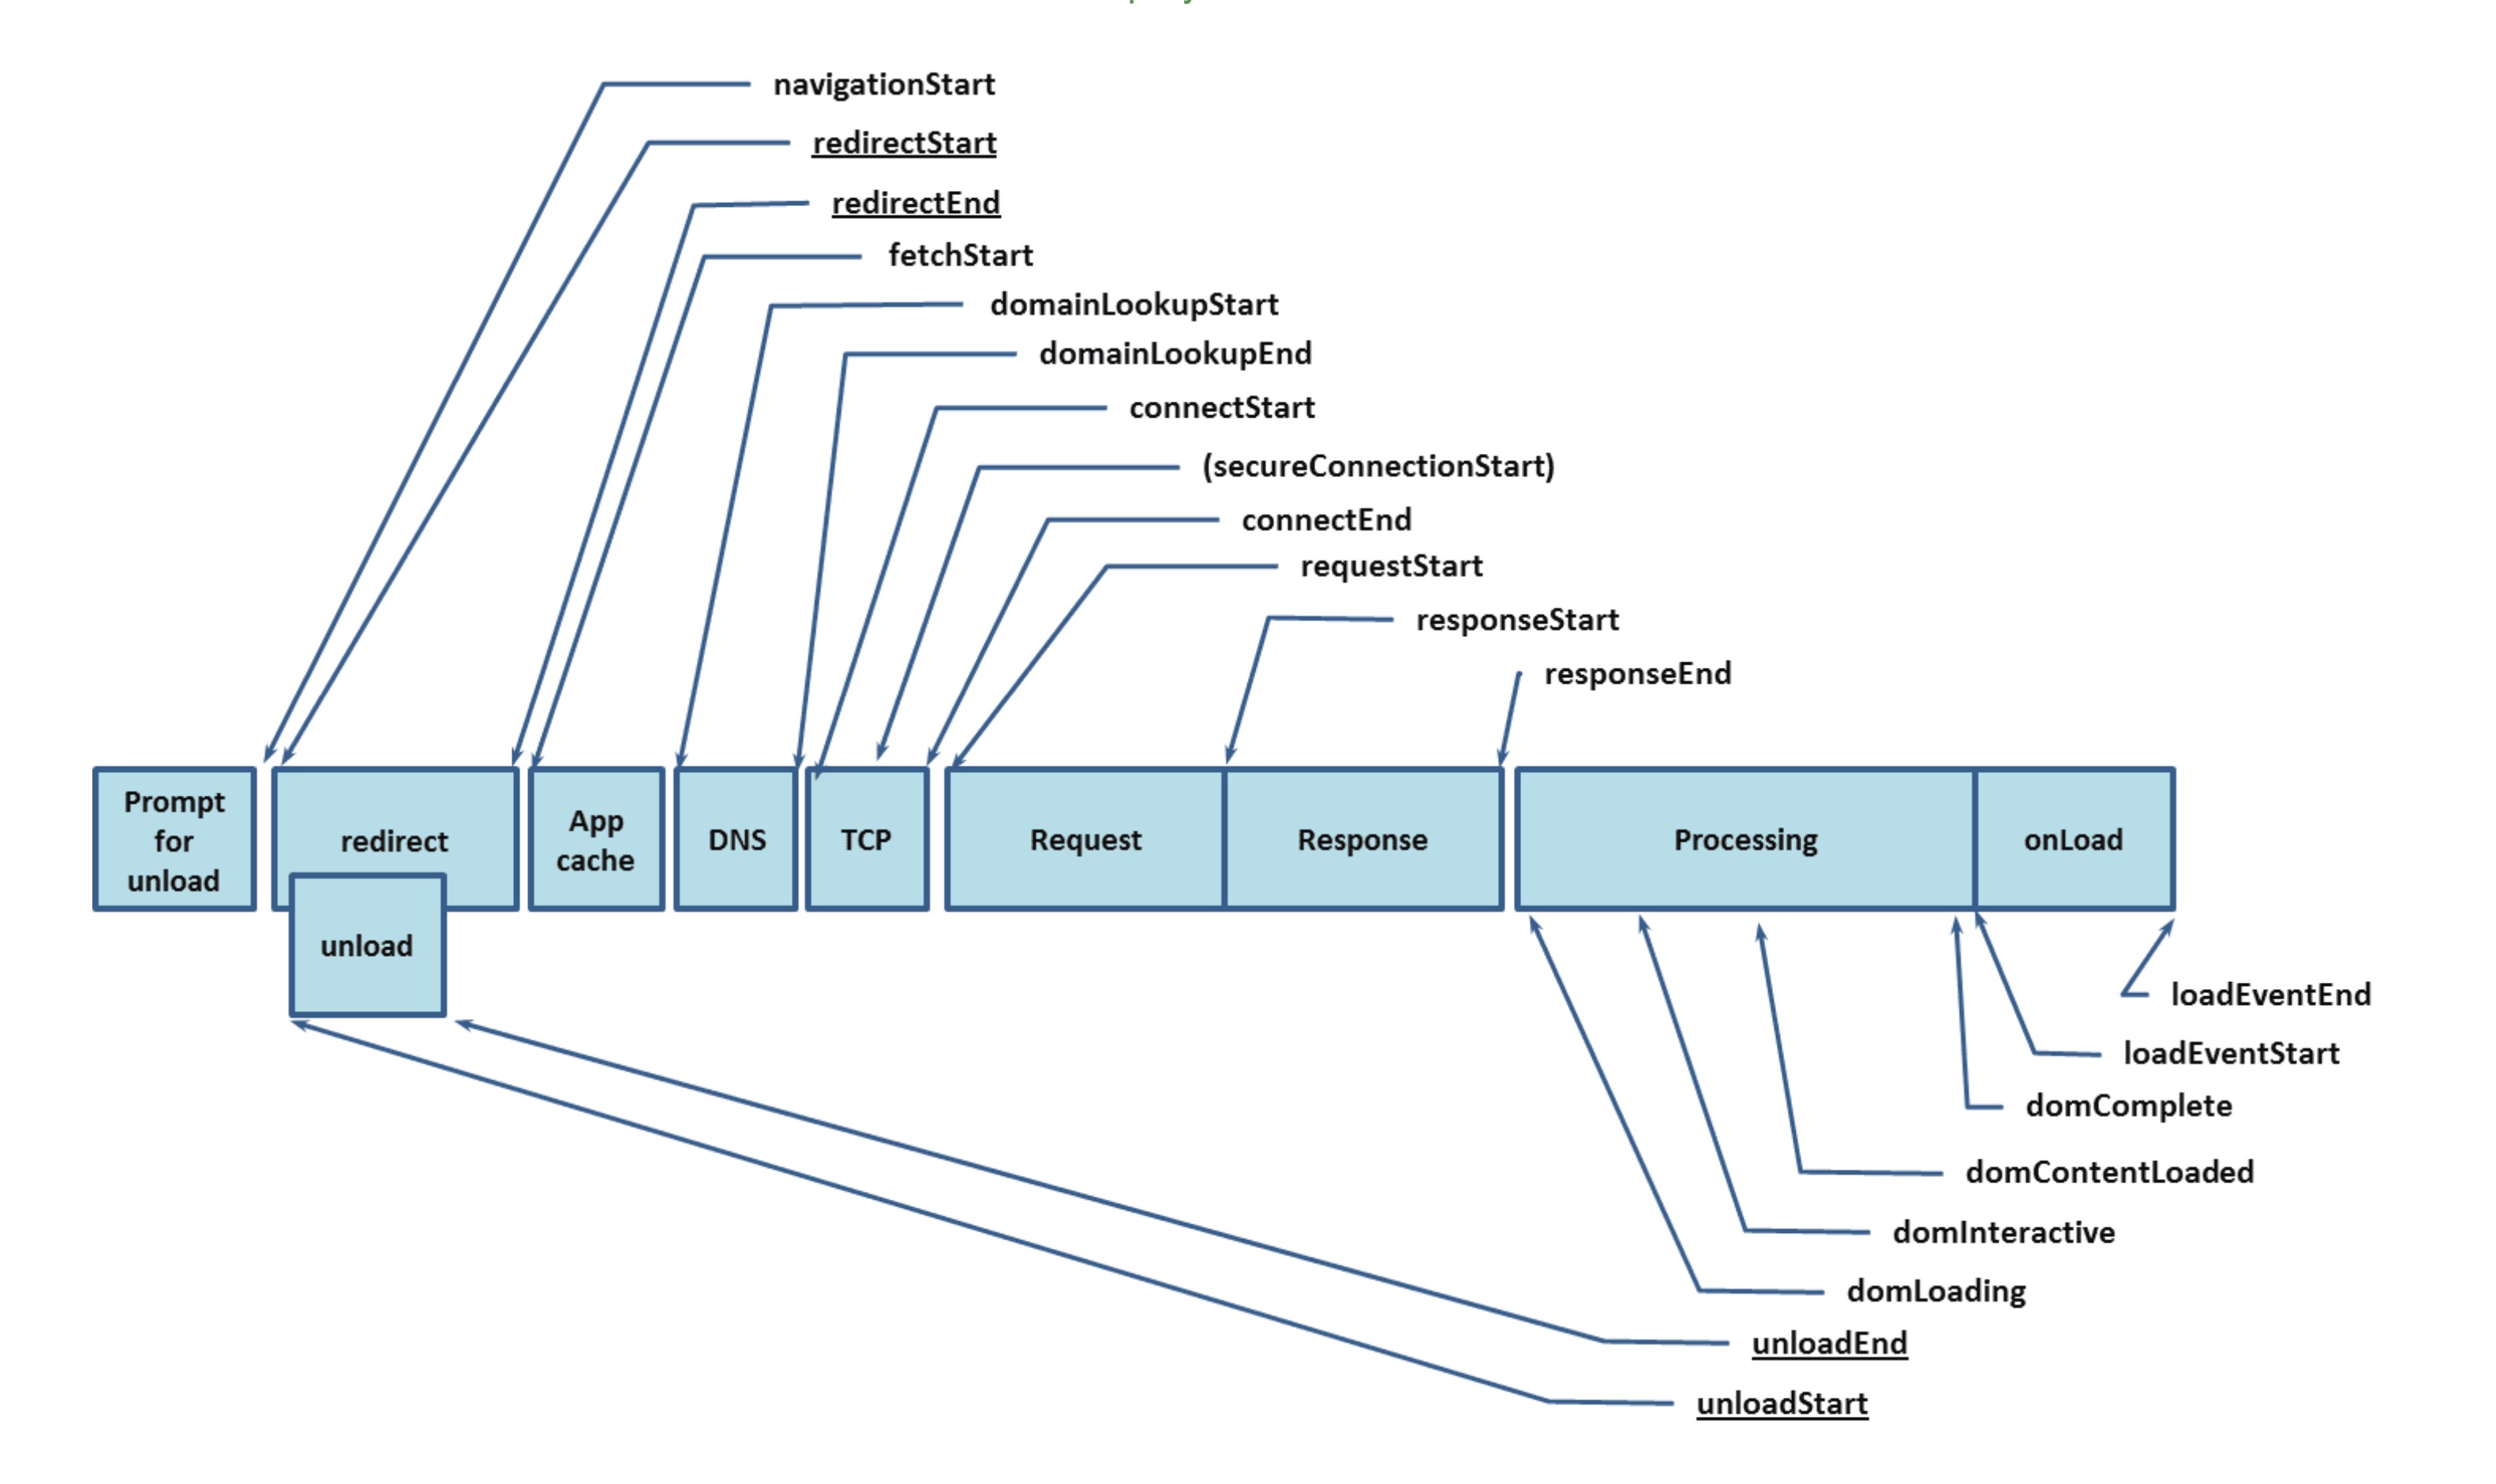 navigationStart
redirectStart
redirectEnd
fetchStart
domainLookupStart
domainLookupEnd
connectStart
(secureConnectionStart)
connectEnd
requestStart
responseStart
responseEnd
Prompt
for
unload
redirect
unload
App
cache
DNS
TCP
Request
Response
Processing
onLoad
loadEventEnd
loadEventStart
domComplete
domContentLoaded
domInteractive
domLoading
unloadEnd
unloadStart